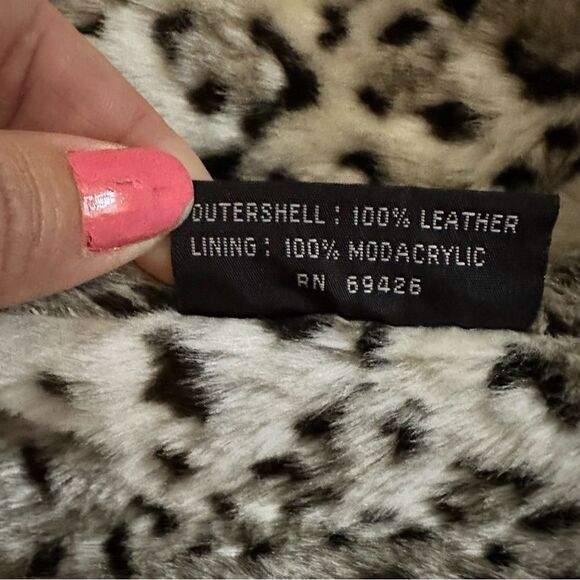 OUTERSHELL : 100% LEATHER
LINING : 100% MODACRYLIC
RN 69426